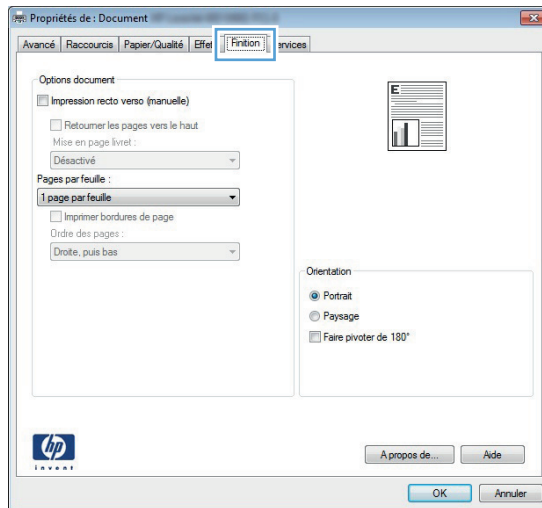 Propriétés de : Document
Avancé Raccourcis Papier/Qualité Effet Finition ervices
Options document
Impression recto verso (manuelle)
Retourner les pages vers le haut
Mise en page livret :
Désactivé
Pages par feuille :
1 page par feuille
Imprimer bordures de page
Ordre des pages :
Droite, puis bas
E
Orientation
Portrait
Paysage
Faire pivoter de 180°
hp
invent
A propos de... Aide
OK Annuler